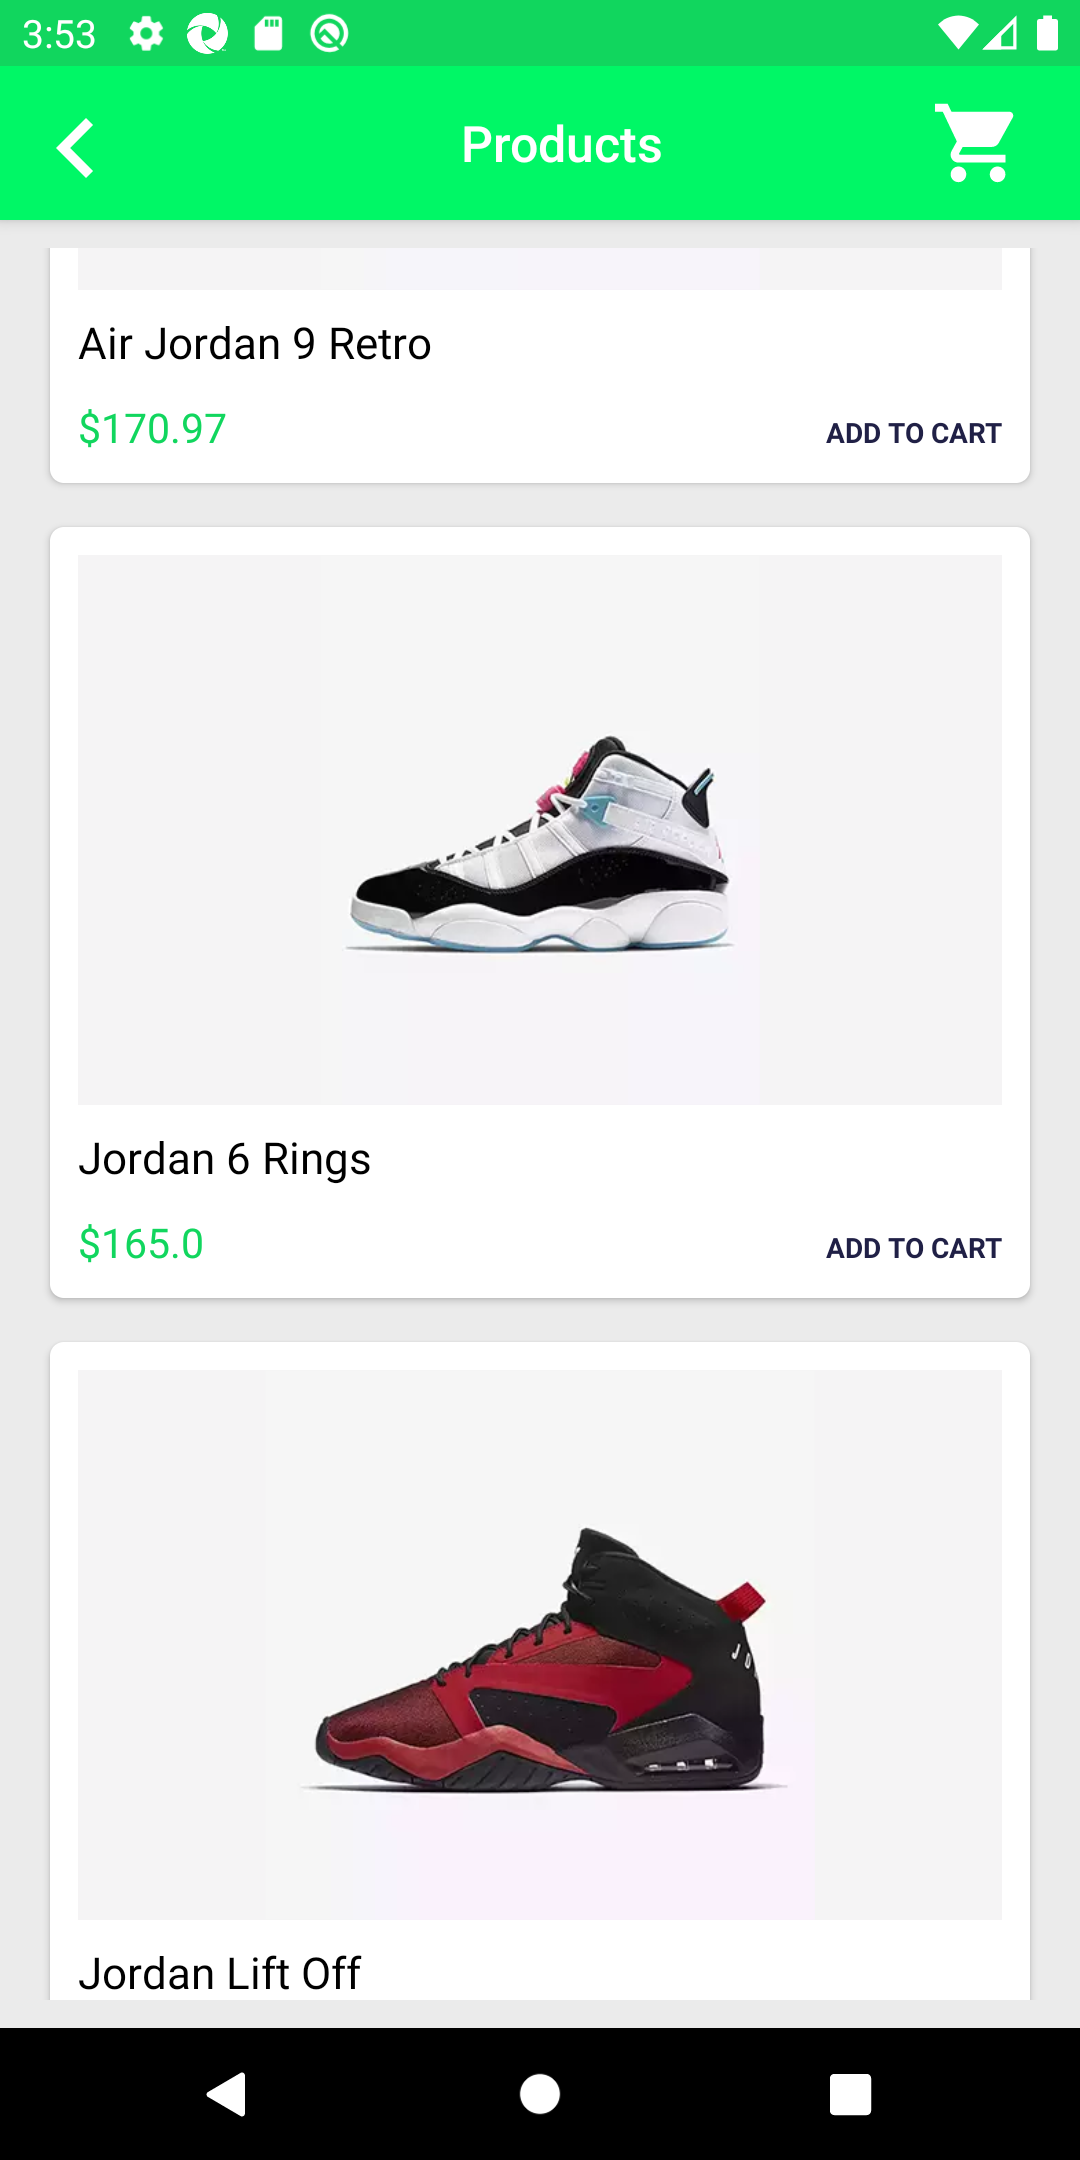 3:53
Products
Air Jordan 9 Retro
$170.97
ADD TO CART
Jordan 6 Rings
$165.0
ADD TO CART
JO
Jordan Lift Off